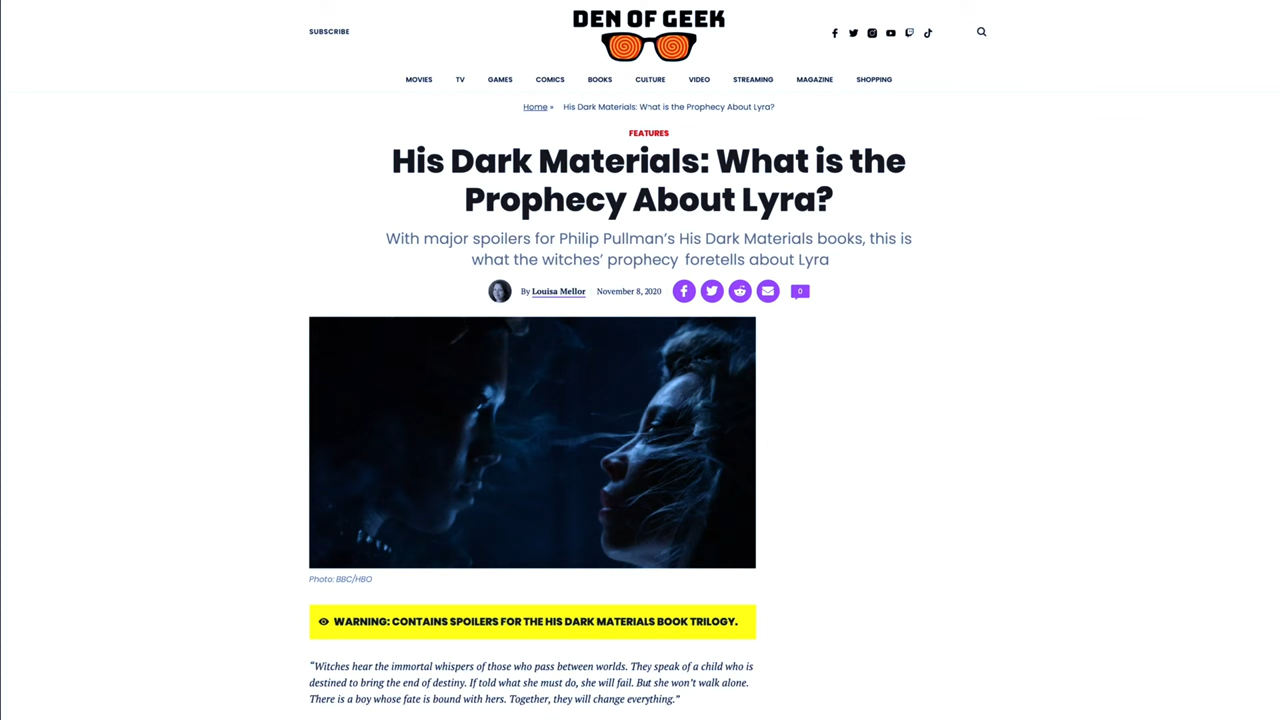 SUBSCRIBE
DEN OF GEEK
MOVIES TV GAMES COMICS BOOKS CULTURE VIDEO STREAMING MAGAZINE SHOPPING
Home » His Dark Materials: What is the Prophecy About Lyra?
FEATURES
His Dark Materials: What is the
Prophecy About Lyra?
With major spoilers for Philip Pullman’s His Dark Materials books, this is
what the witches’ prophecy foretells about Lyra
By Louisa Mellor November 8, 2020 0
Photo: BBC/HBO
WARNING: CONTAINS SPOILERS FOR THE HIS DARK MATERIALS BOOK TRILOGY.
“Witches hear the immortal whispers of those who pass between worlds. They speak of a child who is
destined to bring the end of destiny. If told what she must do, she will fail. But she won’t walk alone.
There is a boy whose fate is bound with hers. Together, they will change everything.”